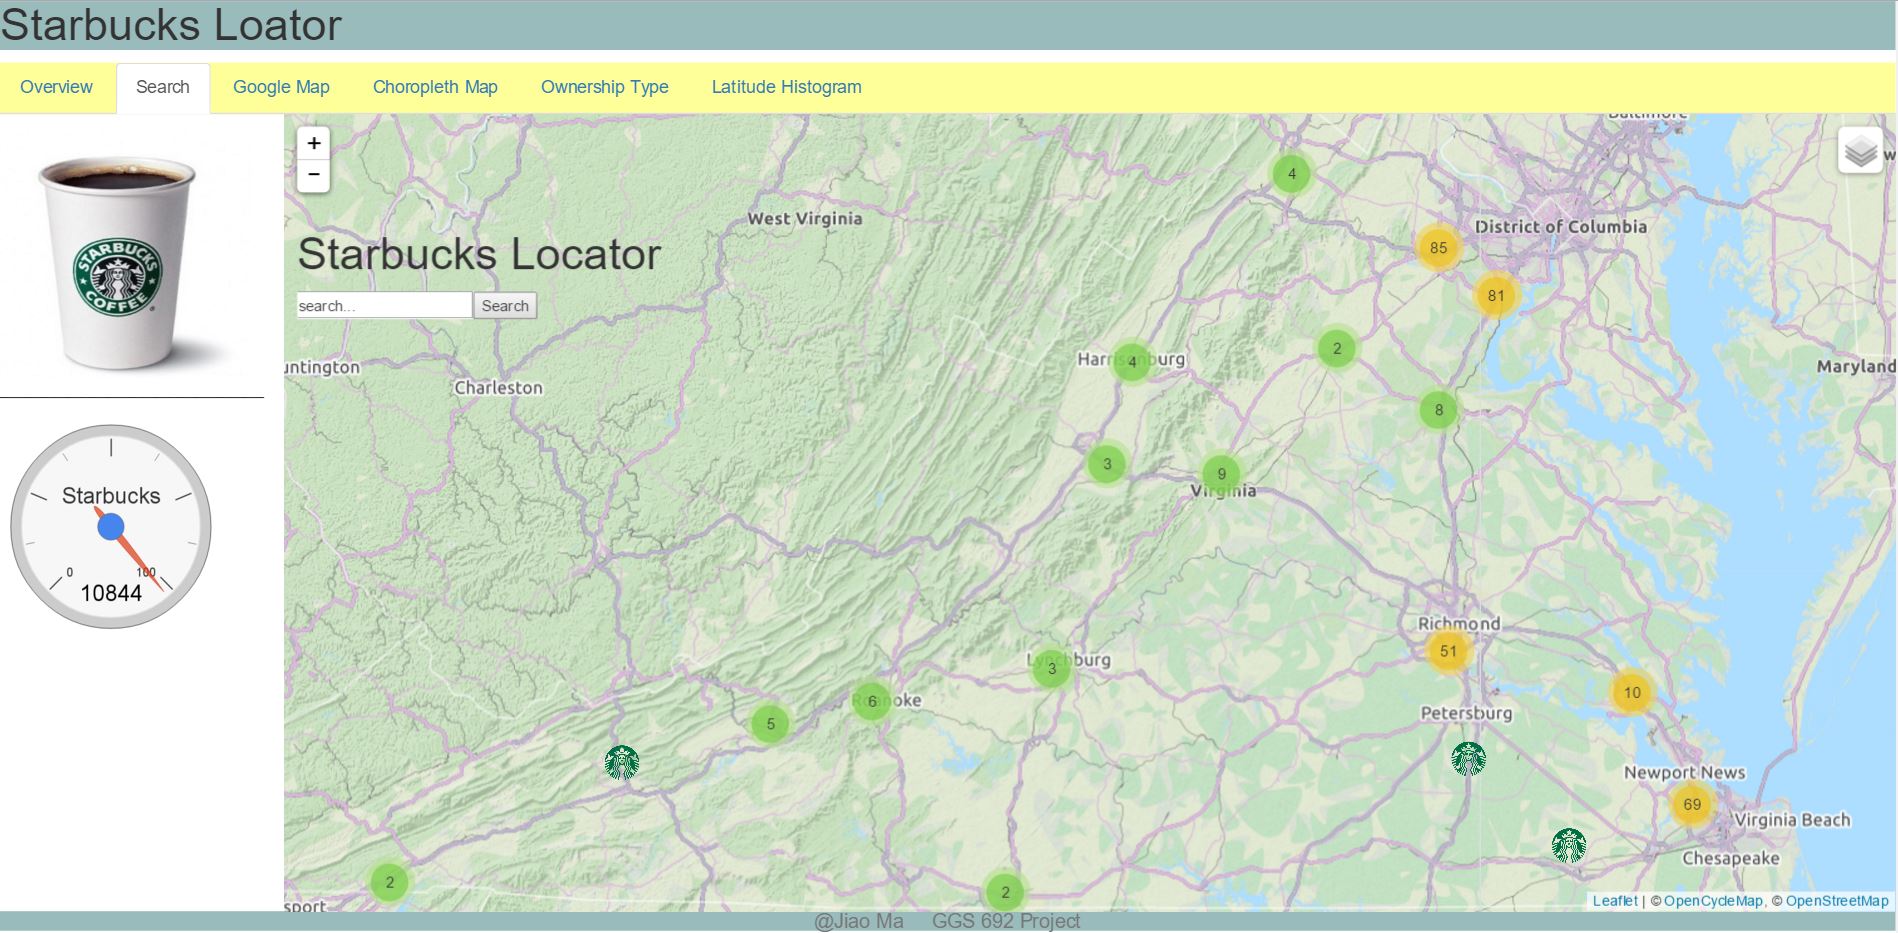 Starbucks Loator
Overview Search Google Map Choropleth Map Ownership Type Latitude Histogram
STARBUCKS
COFFEE
®
Starbucks
0 100
10844
+
−
Starbucks Locator
search...
Search
Baltimore
4
West Virginia
District of Columbia
85
81
2
Harrisonburg
4
untington
Maryland
Charleston
8
3
9
Virginia
Richmond
51
Lynchburg
3
10
6
Roanoke
Petersburg
5
Newport News
69
Virginia Beach
Chesapeake
2
2
sport
Leaflet | © OpenCycleMap, © OpenStreetMap
@Jiao Ma GGS 692 Project